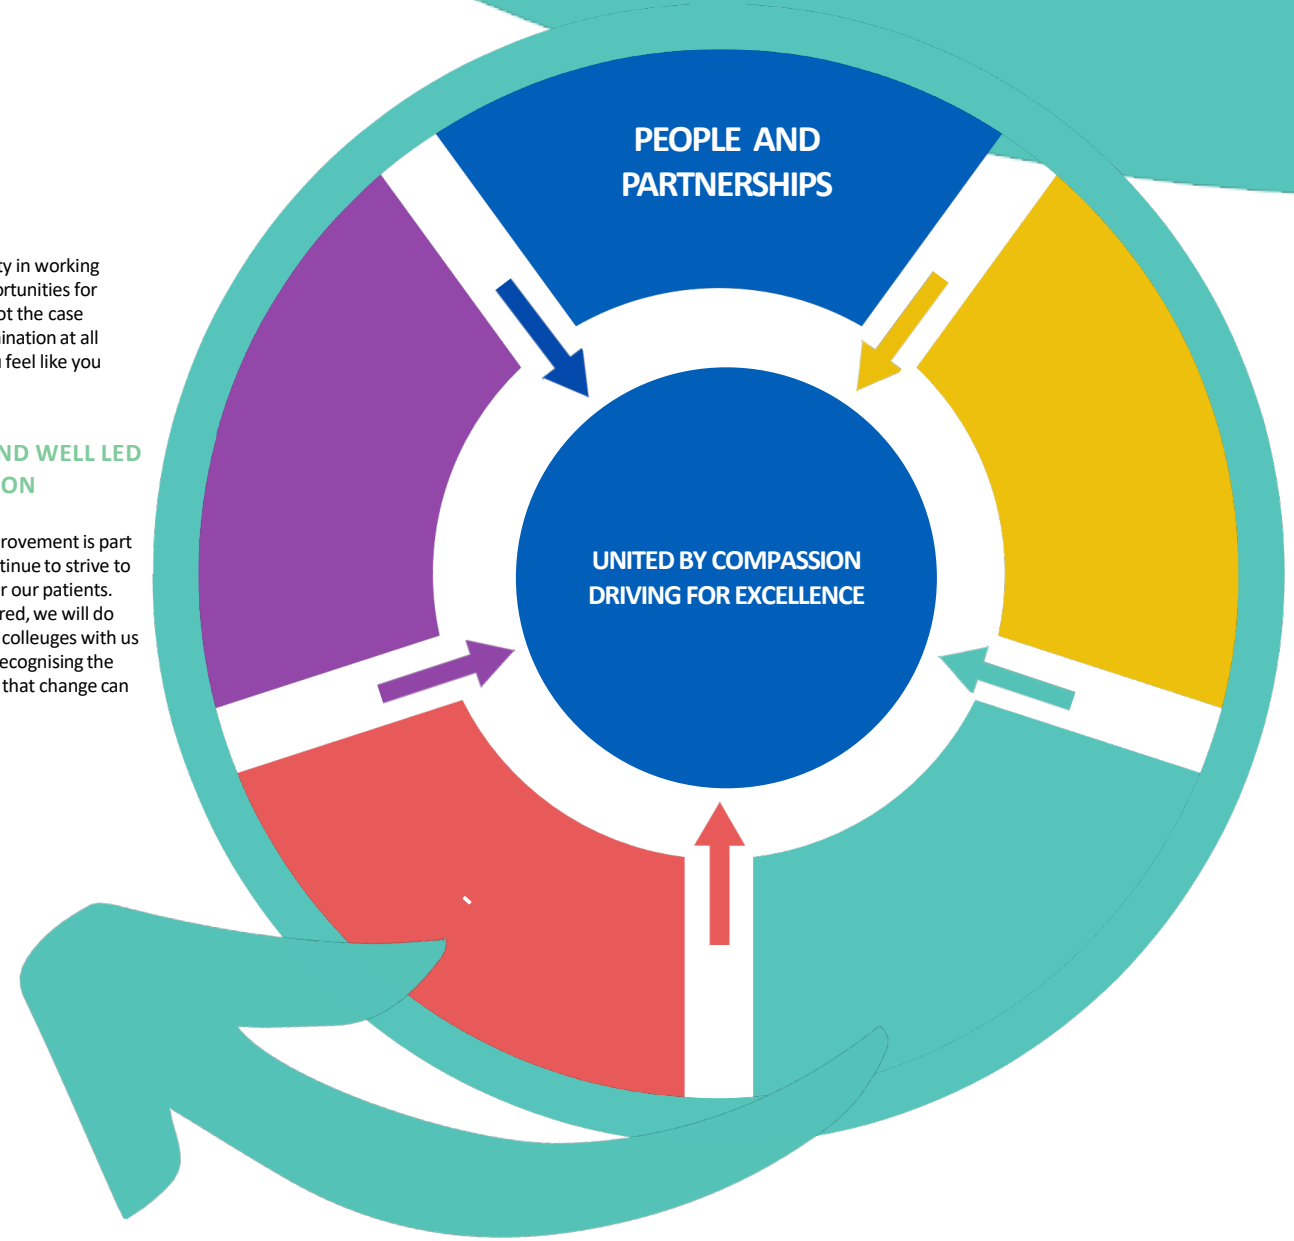 ty in working
ortunities for
ot the case
ination at all
u feel like you
ND WELL LED
ON
rovement is part
tinue to strive to
r our patients.
red, we will do
colleuges with us
ecognising the
that change can
PEOPLE AND
PARTNERSHIPS
UNITED BY COMPASSION
DRIVING FOR EXCELLENCE